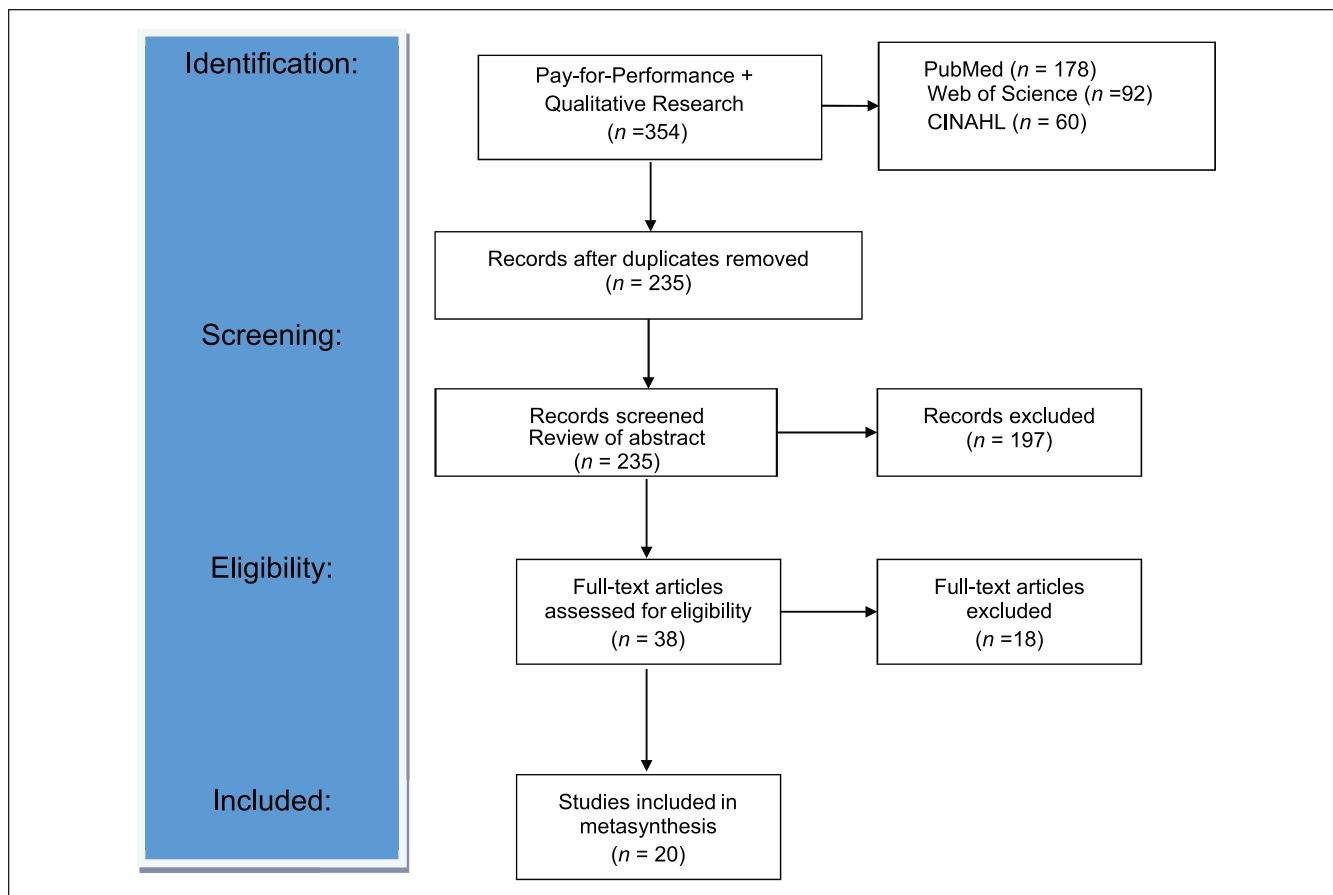 Identification:
Pay-for-Performance +
Qualitative Research
(n =354)
PubMed (n = 178)
Web of Science (n =92)
CINAHL (n = 60)
Records after duplicates removed
(n = 235)
Screening:
Records screened
Review of abstract
(n = 235)
Records excluded
(n = 197)
Eligibility:
Full-text articles
assessed for eligibility
(n = 38)
Full-text articles
excluded
(n =18)
Included:
Studies included in
metasynthesis
(n = 20)